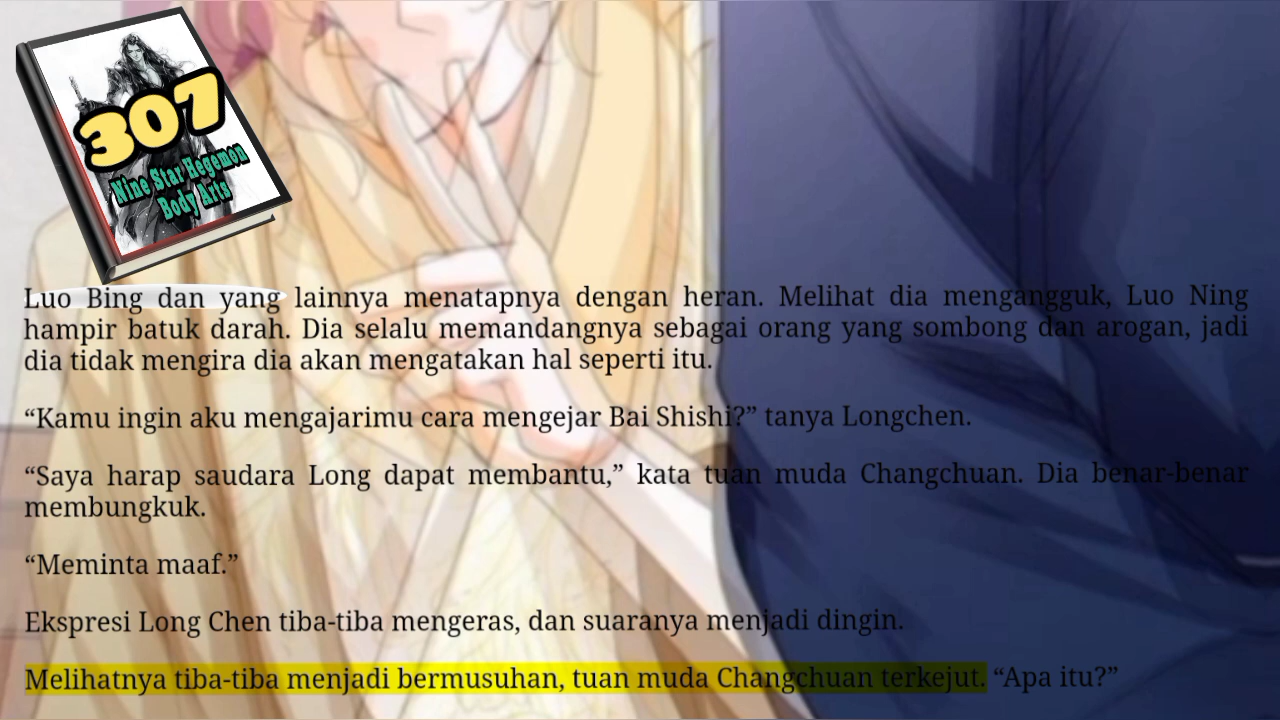 307
Nine Star Hegemon
Body Arts
Luo Bing dan yang lainnya menatapnya dengan heran. Melihat dia mengangguk, Luo Ning
hampir batuk darah. Dia selalu memandangnya sebagai orang yang sombong dan arogan, jadi
dia tidak mengira dia akan mengatakan hal seperti itu.
“Kamu ingin aku mengajarimu cara mengejar Bai Shishi?” tanya Longchen.
“Saya harap saudara Long dapat membantu,” kata tuan muda Changchuan. Dia benar-benar
membungkuk.
“Meminta maaf.”
Ekspresi Long Chen tiba-tiba mengeras, dan suaranya menjadi dingin.
Melihatnya tiba-tiba menjadi bermusuhan, tuan muda Changchuan terkejut. “Apa itu?”